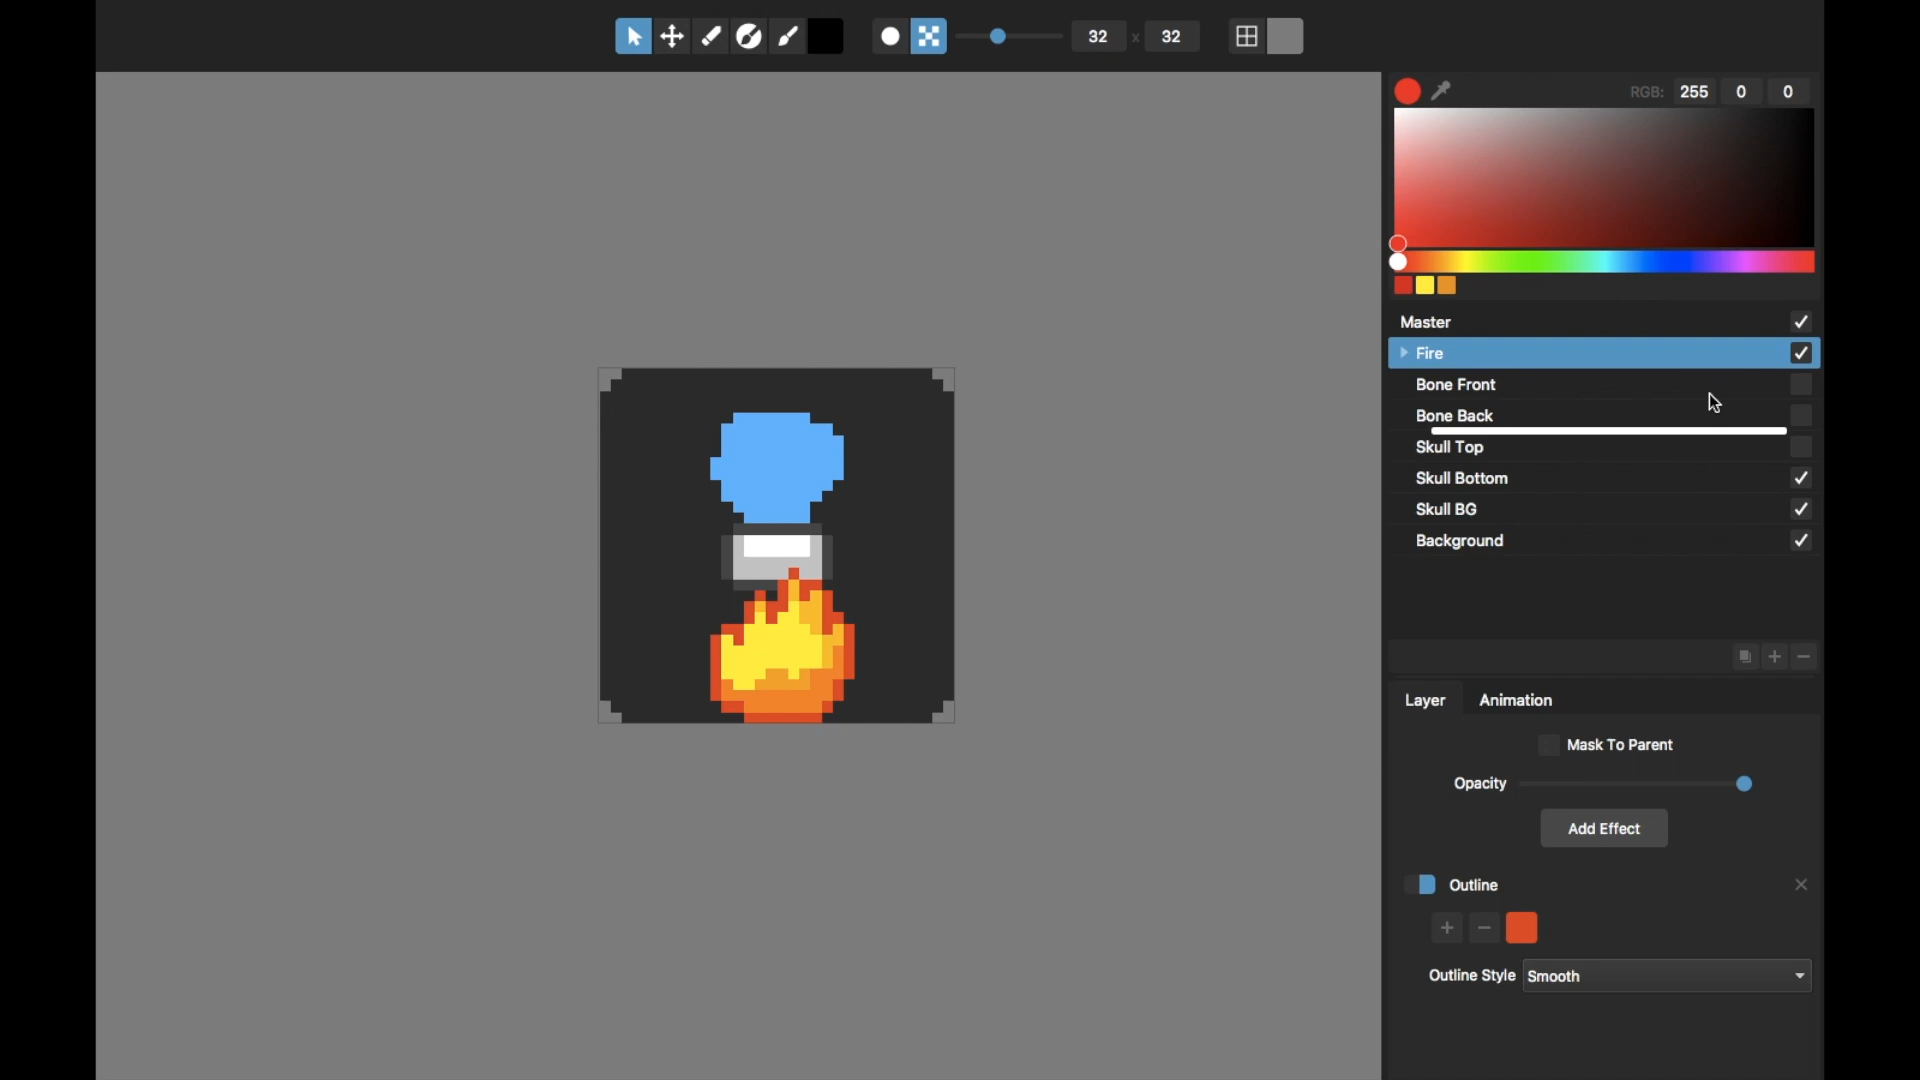 32 x 32
RGB: 255 0 0
Master
Fire
Bone Front
Bone Back
Skull Top
Skull Bottom
Skull BG
Background
Layer Animation
Mask To Parent
Opacity
Add Effect
Outline
Outline Style Smooth